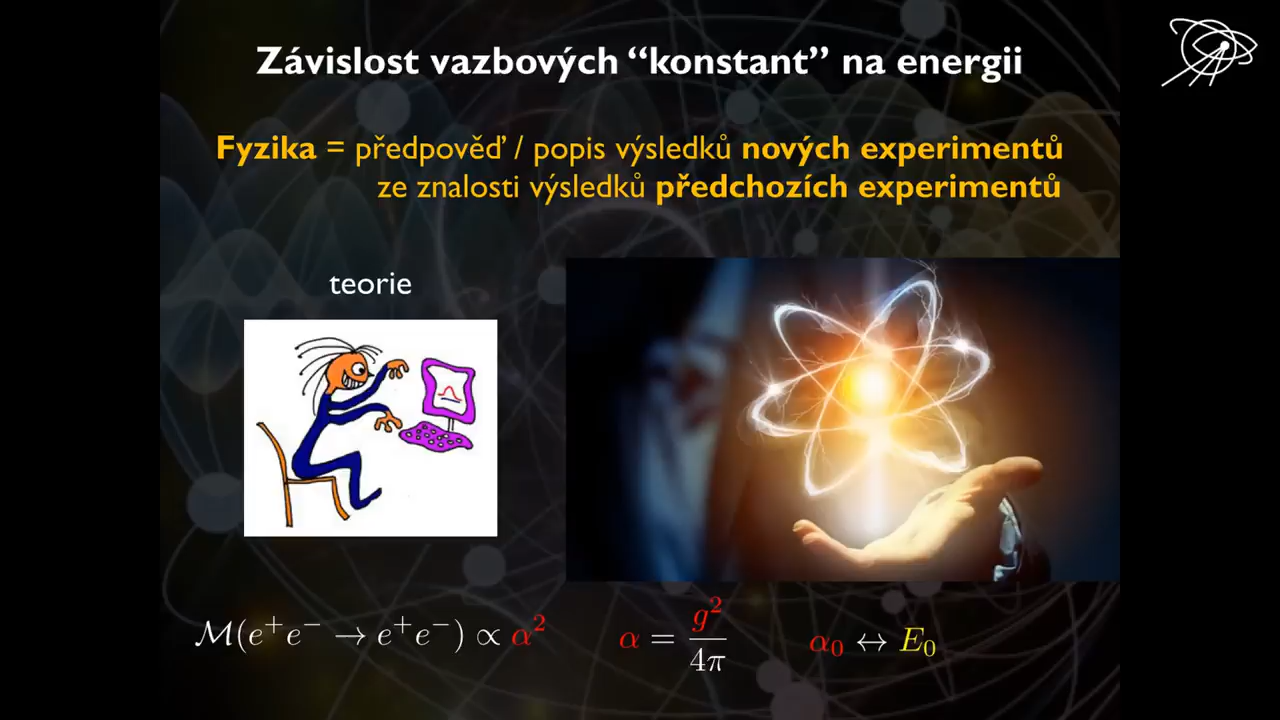 Závislost vazbových “konstant” na energii
Fyzika = předpověď / popis výsledků nových experimentů
ze znalosti výsledků předchozích experimentů
teorie
ℳ(e⁺e⁻ → e⁺e⁻) ∝ α² α = g²/4π α₀ ↔ E₀